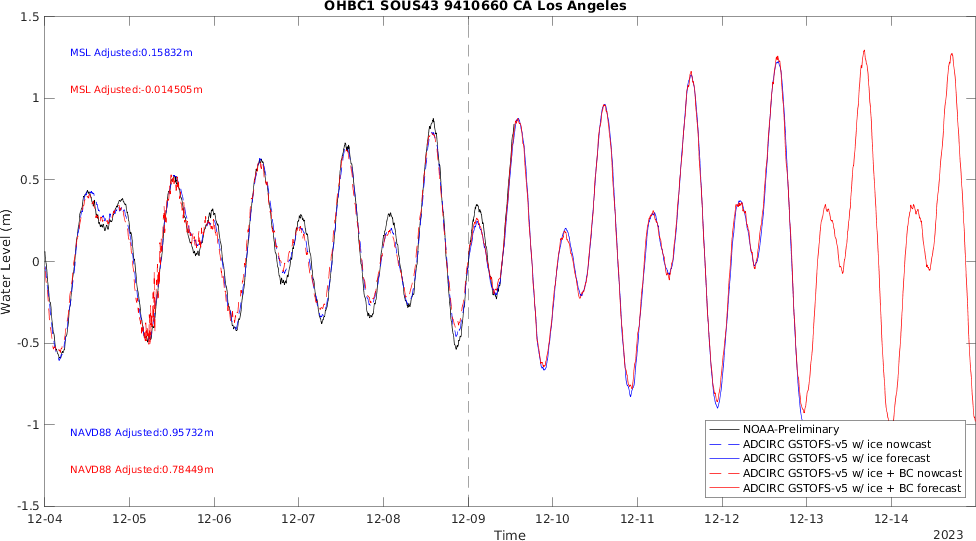 OHBC1 SOUS43 9410660 CA Los Angeles
1.5
MSL Adjusted:0.15832m
MSL Adjusted:-0.014505m
1
0.5
Water Level (m)
0
-0.5
-1
NAVD88 Adjusted:0.95732m
NAVD88 Adjusted:0.78449m
NOAA-Preliminary
ADCIRC GSTOFS-v5 w/ ice nowcast
ADCIRC GSTOFS-v5 w/ ice forecast
ADCIRC GSTOFS-v5 w/ ice + BC nowcast
ADCIRC GSTOFS-v5 w/ ice + BC forecast
-1.5
12-04 12-05 12-06 12-07 12-08 12-09 12-10 12-11 12-12 12-13 12-14
Time
2023